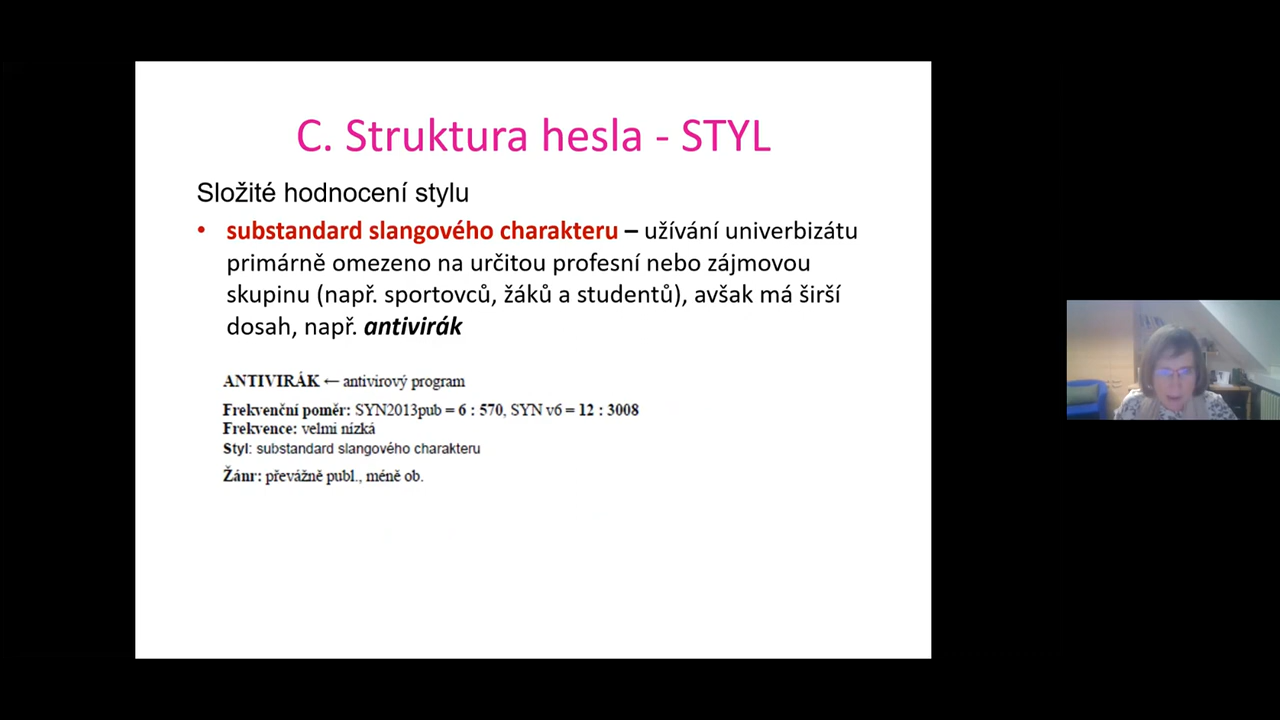 C. Struktura hesla - STYL
Složité hodnocení stylu
• substandard slangového charakteru – užívání univerbizátu
primárně omezeno na určitou profesní nebo zájmovou
skupinu (např. sportovců, žáků a studentů), avšak má širší
dosah, např. antivirák
ANTIVIRÁK ← antivirový program
Frekvenční poměr: SYN2013pub = 6 : 570, SYN v6 = 12 : 3008
Frekvence: velmi nízká
Styl: substandard slangového charakteru
Žánr: převážně publ., méně ob.